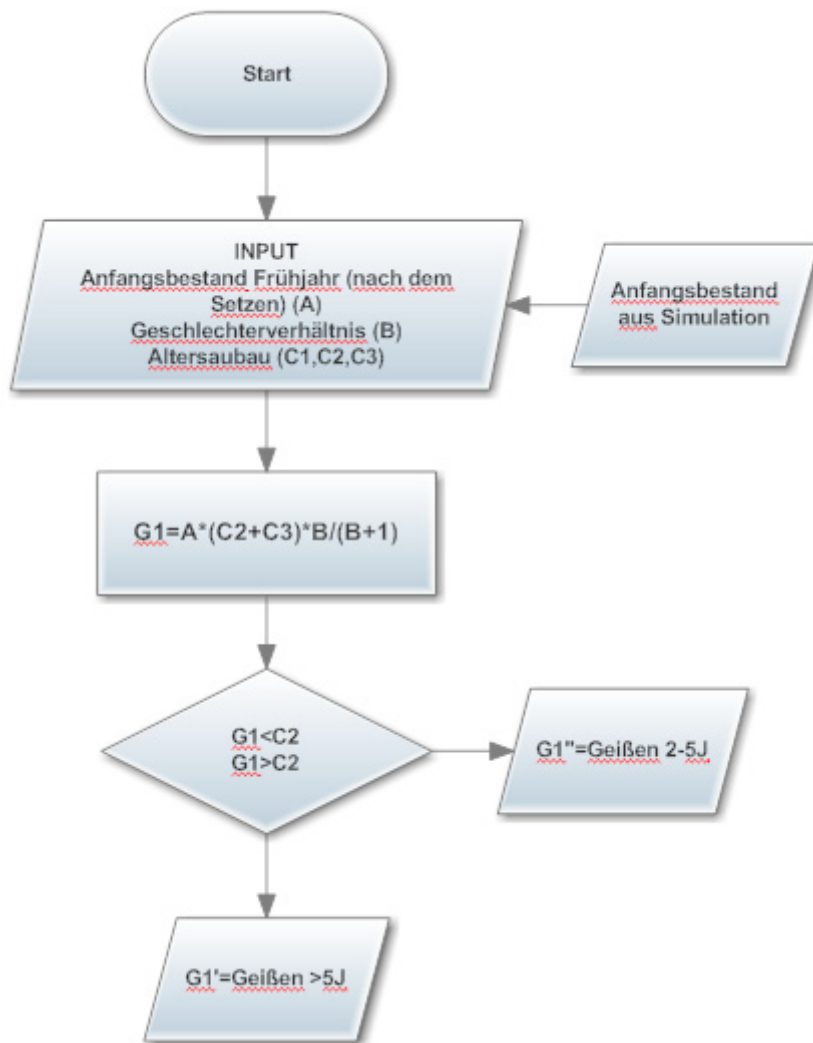 Start
INPUT
Anfangsbestand Frühjahr (nach dem
Setzen) (A)
Geschlechterverhältnis (B)
Altersaubau (C1,C2,C3)
Anfangsbestand
aus Simulation
G1=A*(C2+C3)*B/(B+1)
G1<C2
G1>C2
G1''=Geißen 2-5J
G1'=Geißen >5J